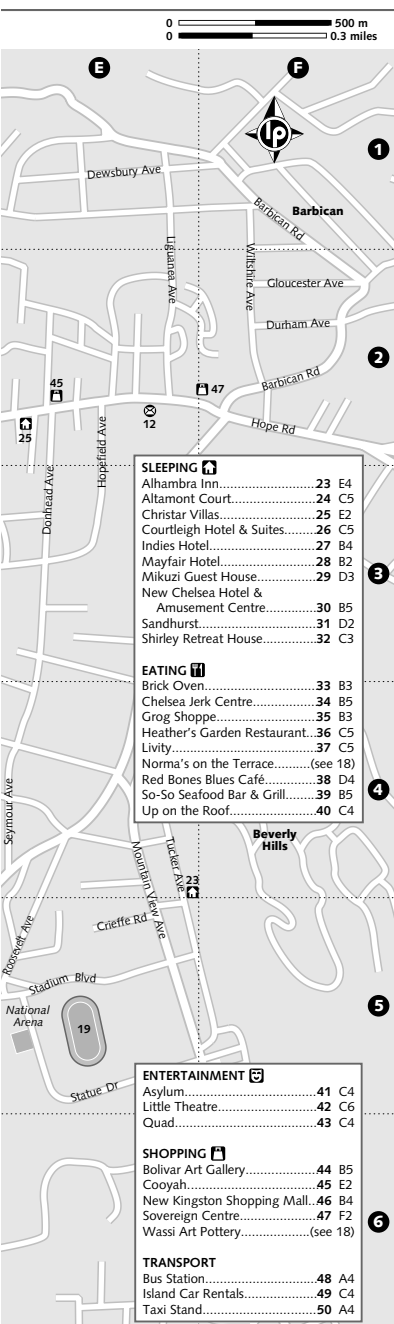 0 500 m
0 0.3 miles
E F
lp
1
Dewsbury Ave
Barbican Rd
Barbican
Liguanea Ave
Wiltshire Ave
Gloucester Ave
Durham Ave
2
45
47
Barbican Rd
12
25
Hope Rd
Hopefield Ave
Donhead Ave
SLEEPING
Alhambra Inn....................23 E4
Altamont Court..................24 C5
Christar Villas.....................25 E2
Courtleigh Hotel & Suites.......26 C5
Indies Hotel.......................27 B4
Mayfair Hotel.....................28 B2
Mikuzi Guest House.............29 D3
New Chelsea Hotel &
Amusement Centre............30 B5
Sandhurst..........................31 D2
Shirley Retreat House...........32 C3
3
EATING
Brick Oven.........................33 B3
Chelsea Jerk Centre.............34 B5
Grog Shoppe......................35 B3
Heather's Garden Restaurant...36 C5
Livity.................................37 C5
Norma's on the Terrace.........(see 18)
Red Bones Blues Café...........38 D4
So-So Seafood Bar & Grill......39 B5
Up on the Roof...................40 C4
4
Seymour Ave
Beverly
Hills
Tucker Ave
Mountain View Ave
23
Crieffe Rd
Roosevelt Ave
Stadium Blvd
National
Arena
19
5
Statue Dr
ENTERTAINMENT
Asylum..............................41 C4
Little Theatre......................42 C6
Quad.................................43 C4
SHOPPING
Bolivar Art Gallery...............44 B5
Cooyah..............................45 E2
New Kingston Shopping Mall..46 B4
Sovereign Centre.................47 F2
Wassi Art Pottery................(see 18)
6
TRANSPORT
Bus Station.........................48 A4
Island Car Rentals................49 C4
Taxi Stand..........................50 A4